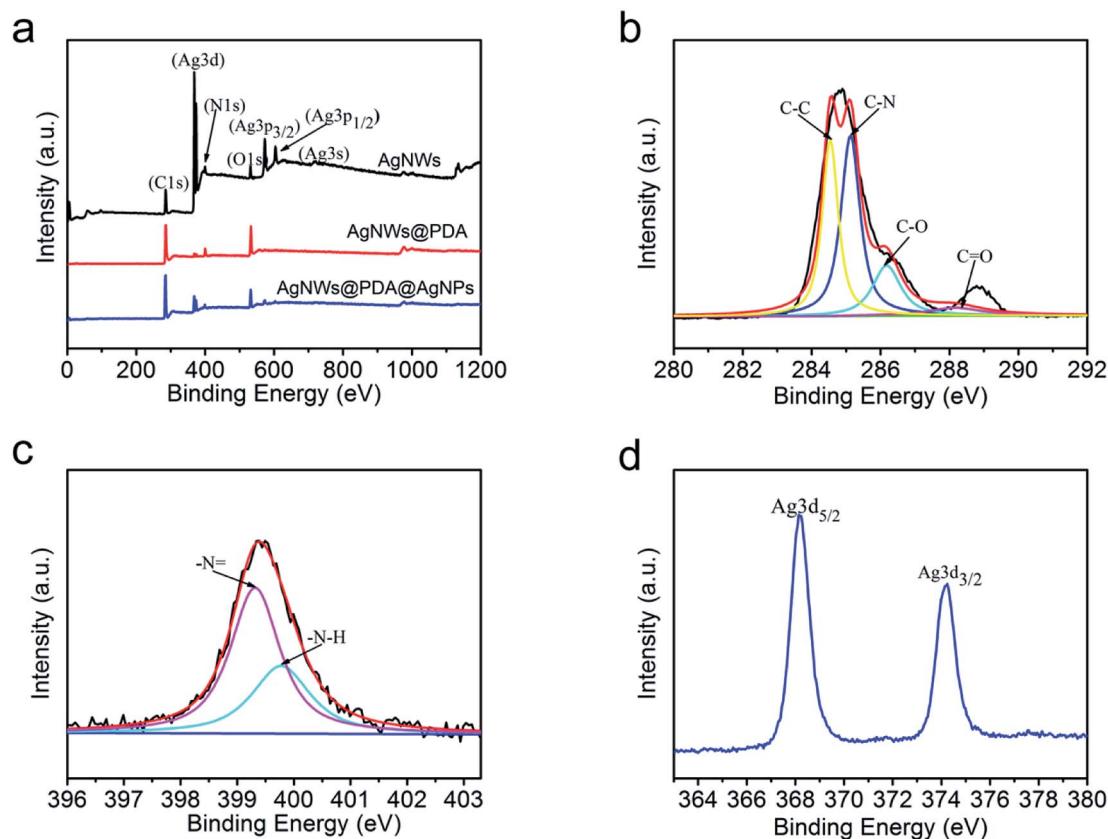 a
(Ag3d)
(N1s)
(Ag3p3/2)
(Ag3p1/2)
(O1s)
(Ag3s)
AgNWs
(C1s)
AgNWs@PDA
AgNWs@PDA@AgNPs
Intensity (a.u.)
0 200 400 600 800 1000 1200
Binding Energy (eV)
b
C-C
C-N
C-O
C=O
Intensity (a.u.)
280 282 284 286 288 290 292
Binding Energy (eV)
c
-N=
-N-H
Intensity (a.u.)
396 397 398 399 400 401 402 403
Binding Energy (eV)
d
Ag3d5/2
Ag3d3/2
Intensity (a.u.)
364 366 368 370 372 374 376 378 380
Binding Energy (eV)